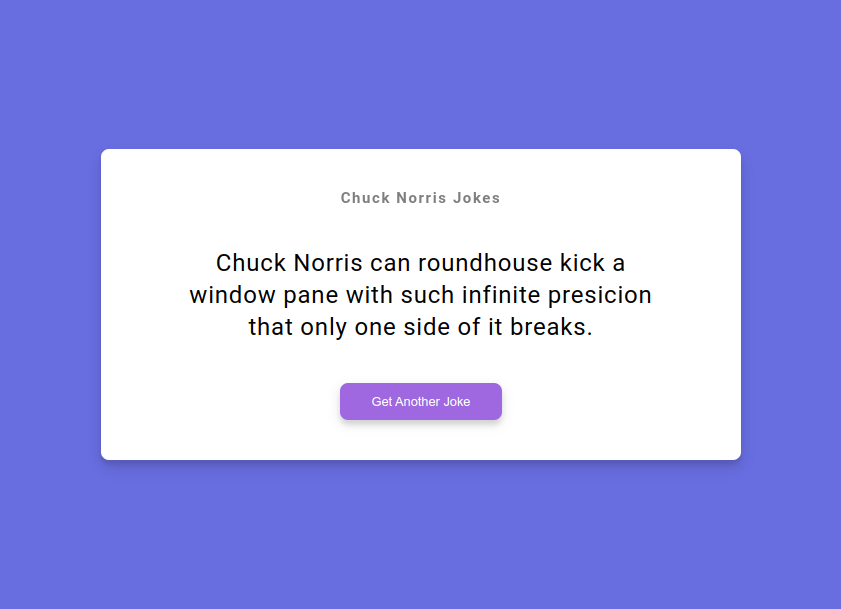 Chuck Norris Jokes
Chuck Norris can roundhouse kick a
window pane with such infinite presicion
that only one side of it breaks.
Get Another Joke